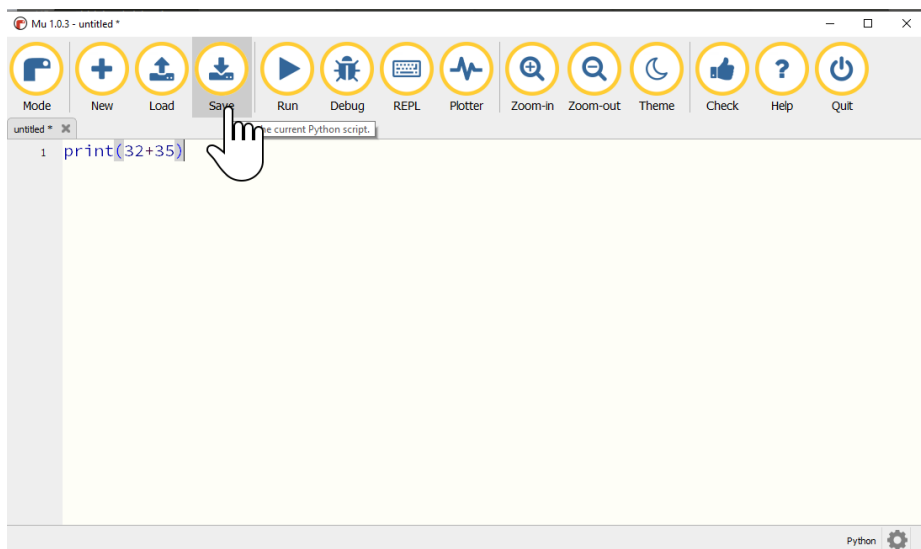 Mu 1.0.3 - untitled *
Mode New Load Save Run Debug REPL Plotter Zoom-in Zoom-out Theme Check Help Quit
untitled *
the current Python script.
1 print(32+35)
Python